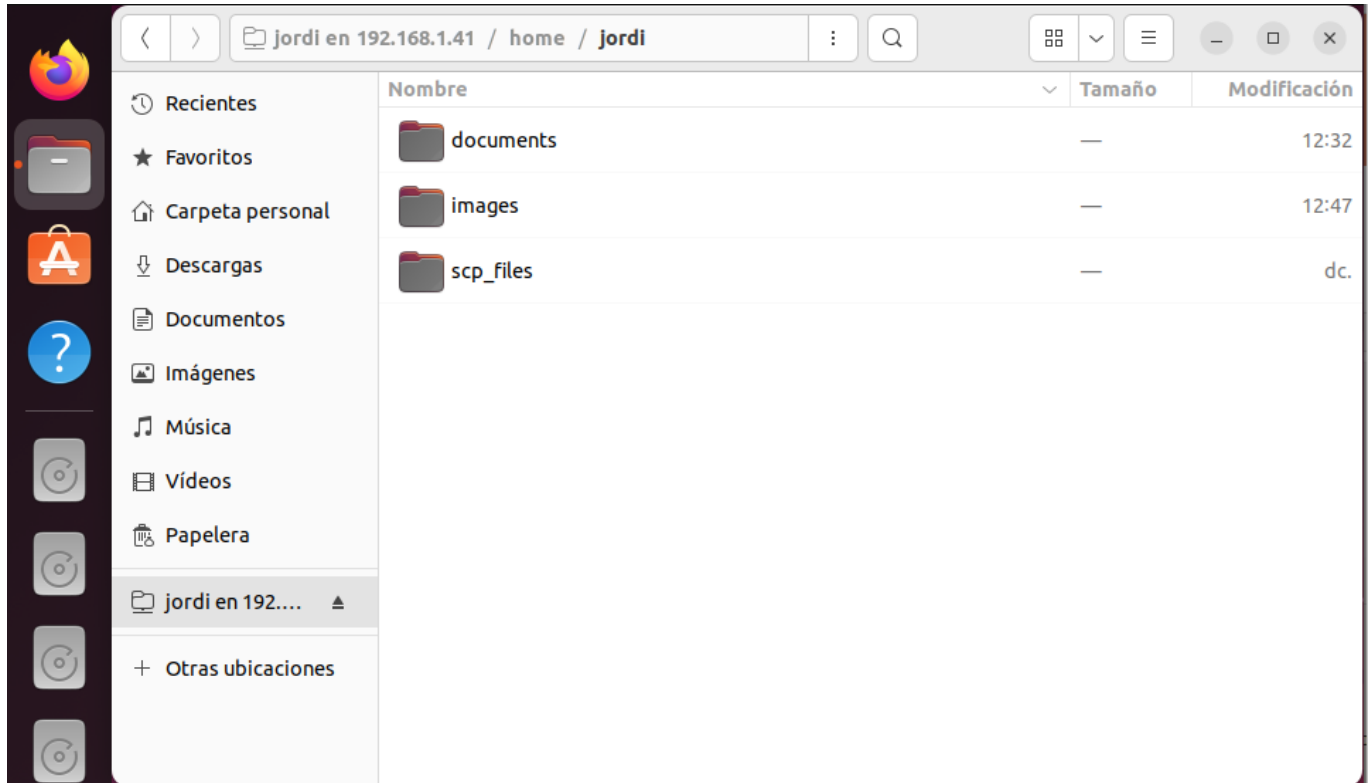 jordi en 192.168.1.41 / home / jordi
Nombre Tamaño Modificación
Recientes
Favoritos
Carpeta personal
Descargas
Documentos
Imágenes
Música
Vídeos
Papelera
jordi en 192....
+ Otras ubicaciones
documents — 12:32
images — 12:47
scp_files — dc.